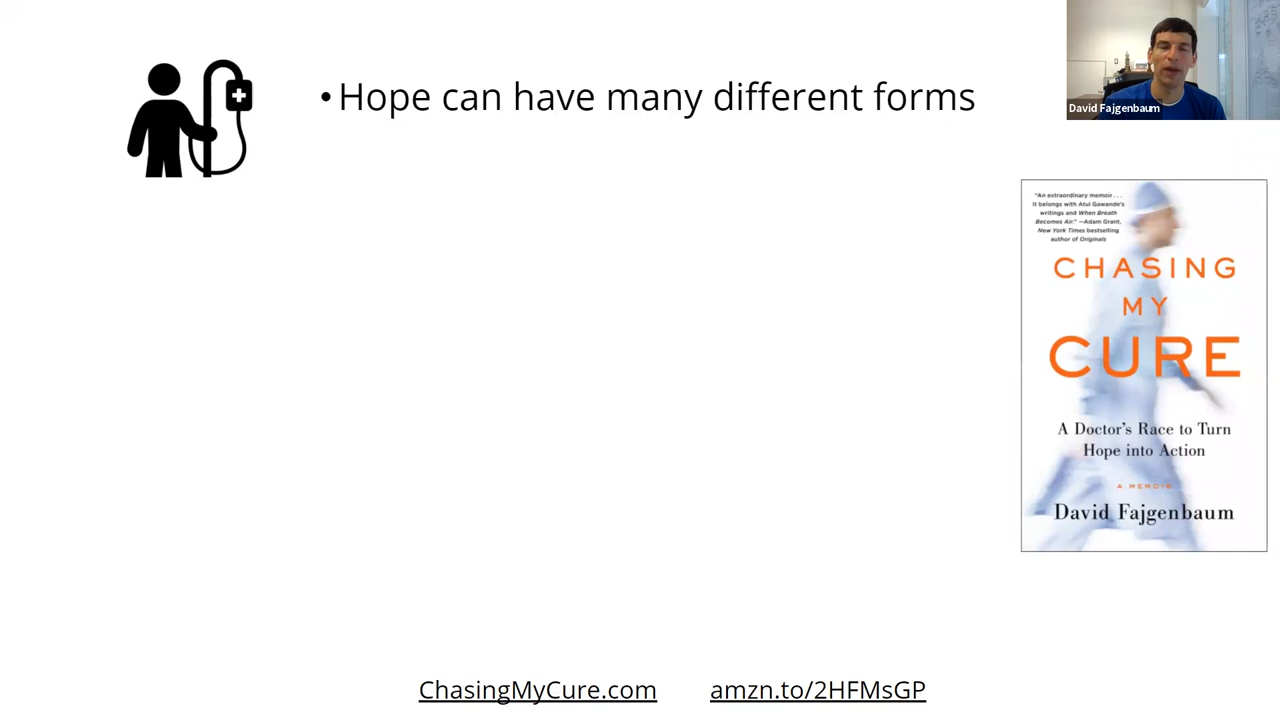 • Hope can have many different forms
David Fajgenbaum
"An extraordinary memoir . . .
It belongs with Atul Gawande's
writings and When Breath
Becomes Air." —Adam Grant,
New York Times bestselling
author of Originals
CHASING
MY
CURE
A Doctor's Race to Turn
Hope into Action
A MEMOIR
David Fajgenbaum
ChasingMyCure.com
amzn.to/2HFMsGP